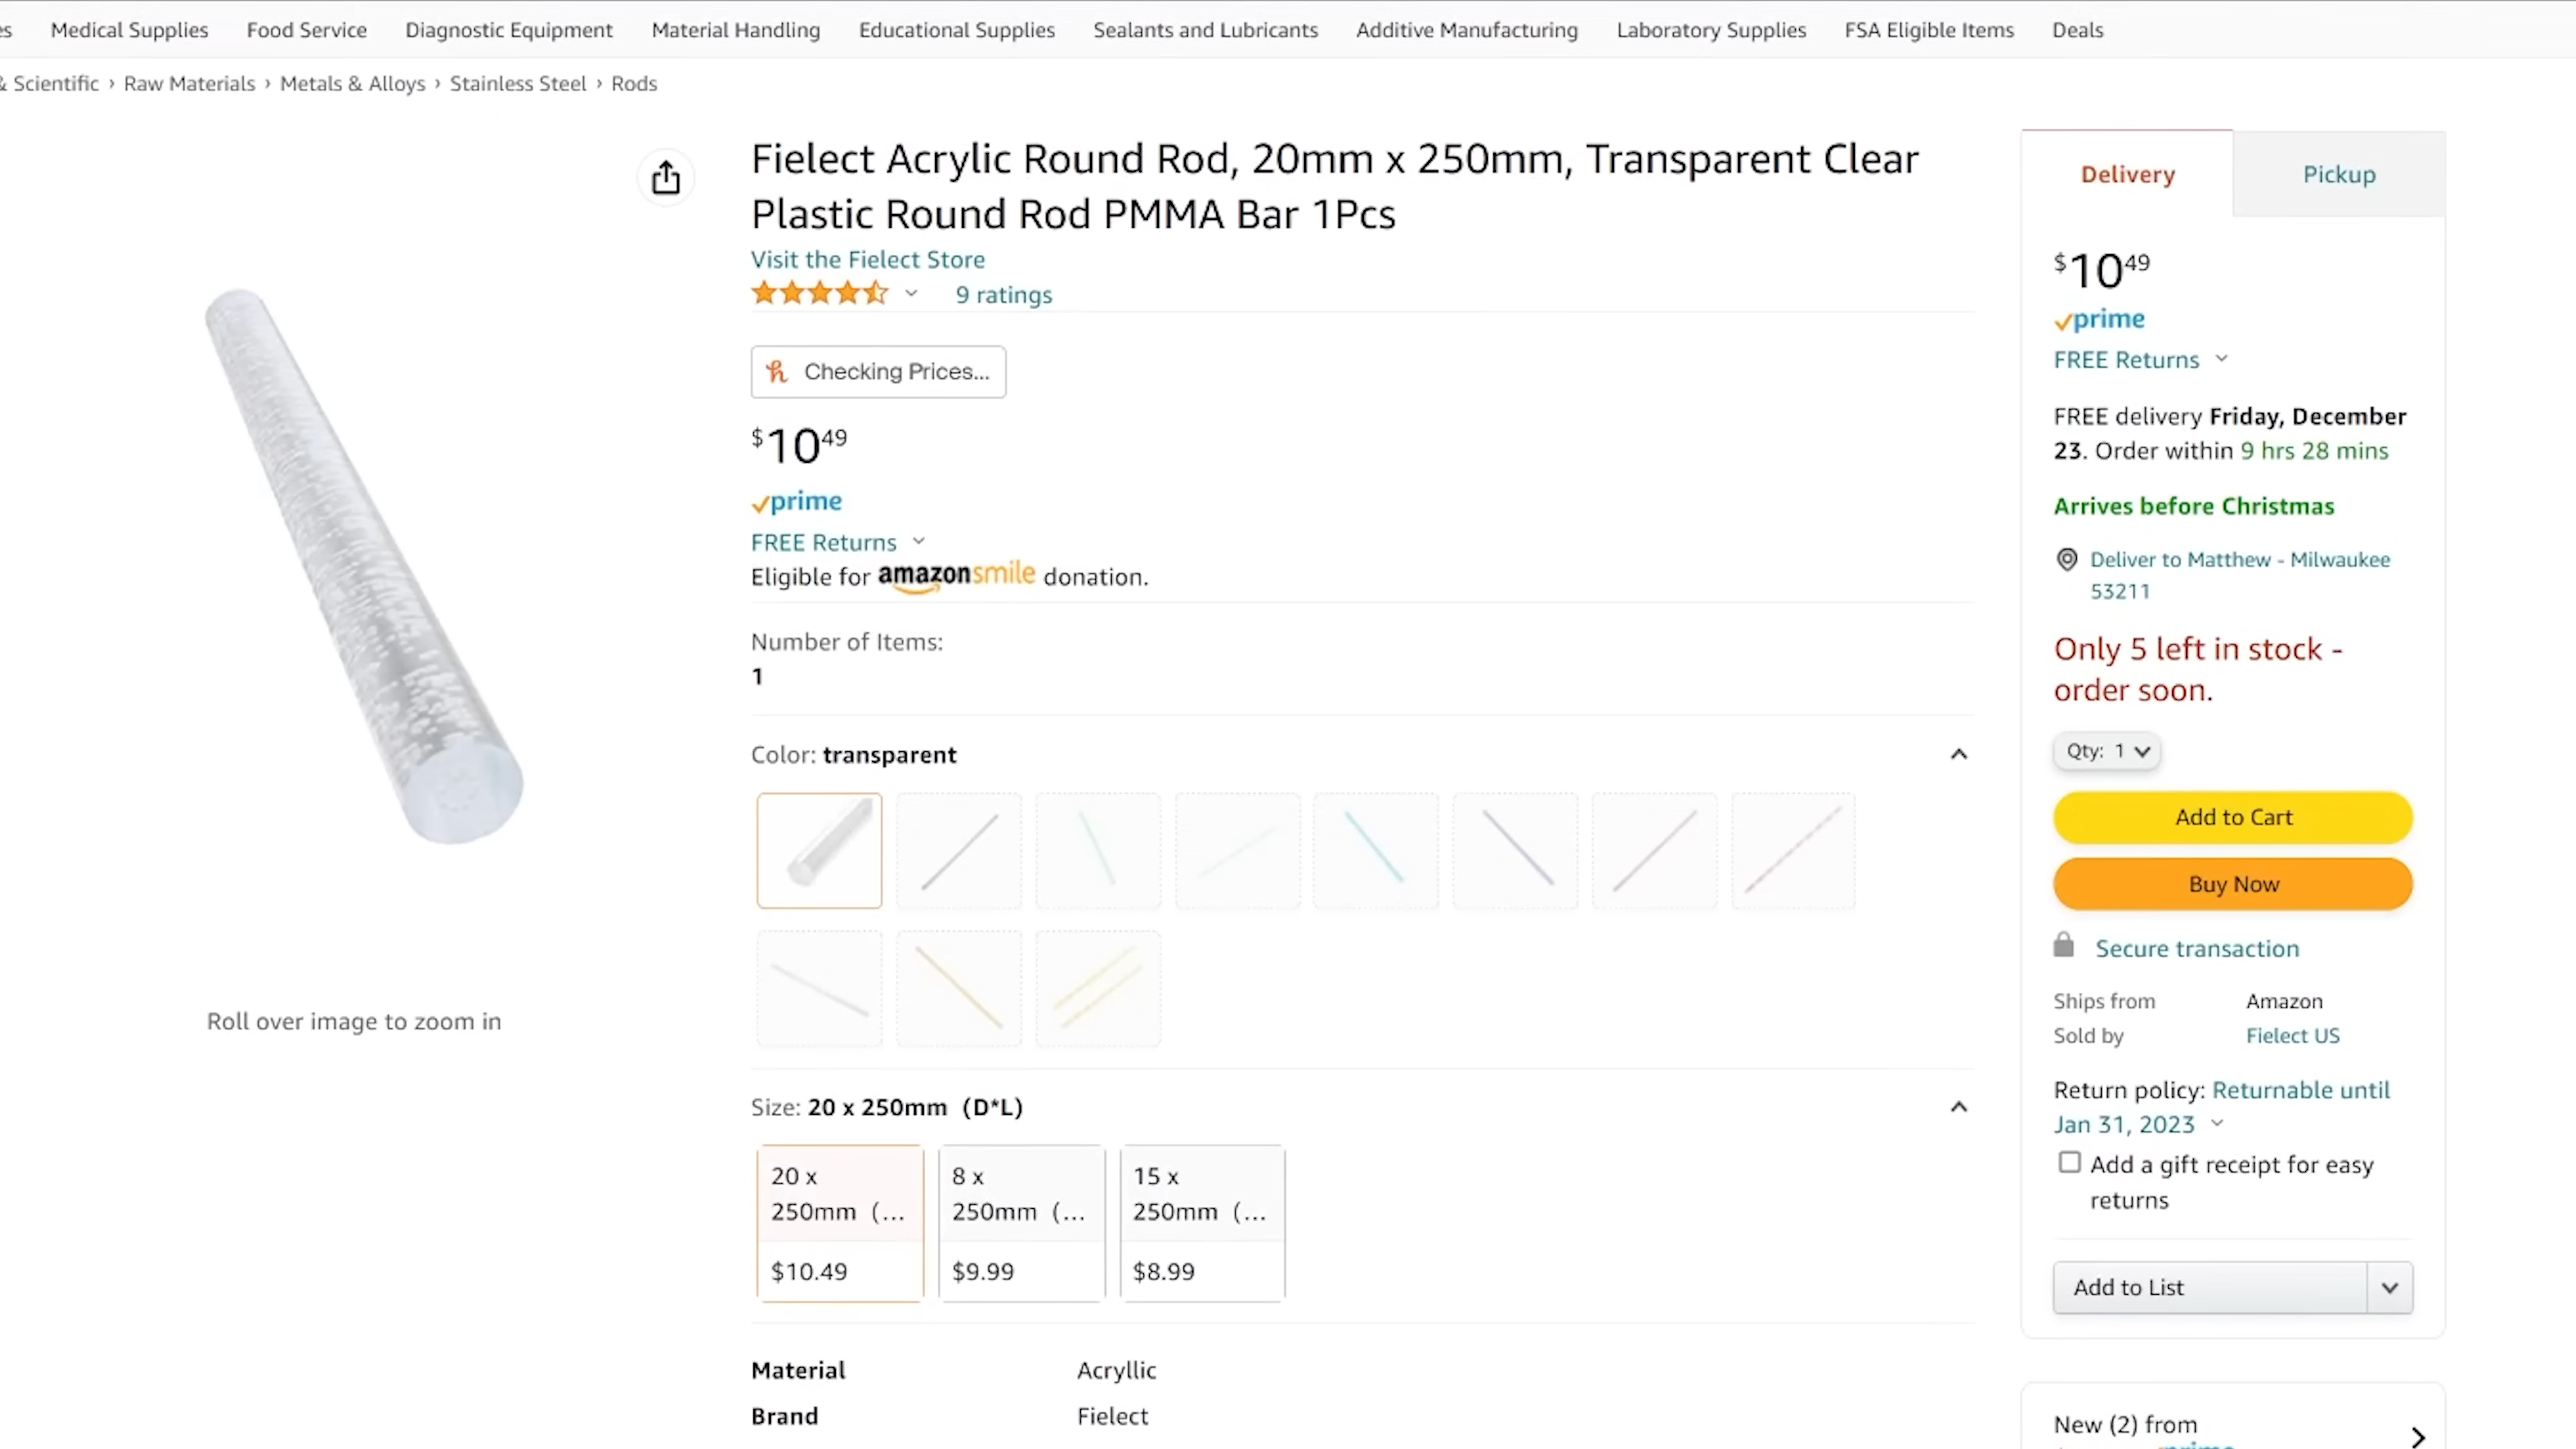 Medical Supplies Food Service Diagnostic Equipment Material Handling Educational Supplies Sealants and Lubricants Additive Manufacturing Laboratory Supplies FSA Eligible Items Deals
& Scientific › Raw Materials › Metals & Alloys › Stainless Steel › Rods
Fielect Acrylic Round Rod, 20mm x 250mm, Transparent Clear
Plastic Round Rod PMMA Bar 1Pcs
Visit the Fielect Store
9 ratings
Checking Prices...
$10 49
prime
FREE Returns
Eligible for amazonsmile donation.
Number of Items:
1
Color: transparent
Roll over image to zoom in
Size: 20 x 250mm (D*L)
20 x
250mm (...
$10.49
8 x
250mm (...
$9.99
15 x
250mm (...
$8.99
Material Acryllic
Brand Fielect
Delivery
Pickup
$10 49
prime
FREE Returns
FREE delivery Friday, December
23. Order within 9 hrs 28 mins
Arrives before Christmas
Deliver to Matthew - Milwaukee
53211
Only 5 left in stock -
order soon.
Qty: 1
Add to Cart
Buy Now
Secure transaction
Ships from Amazon
Sold by Fielect US
Return policy: Returnable until
Jan 31, 2023
Add a gift receipt for easy
returns
Add to List
New (2) from